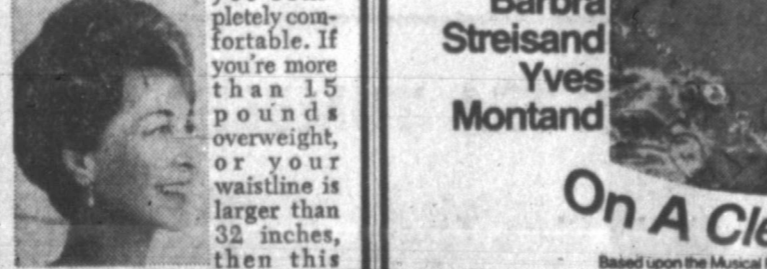 pletely com-
fortable. If
you're more
than 15
pounds
overweight,
or your
waistline is
larger than
32 inches,
then this
Barbra
Streisand
Yves
Montand
On A Cle
Based upon the Musical